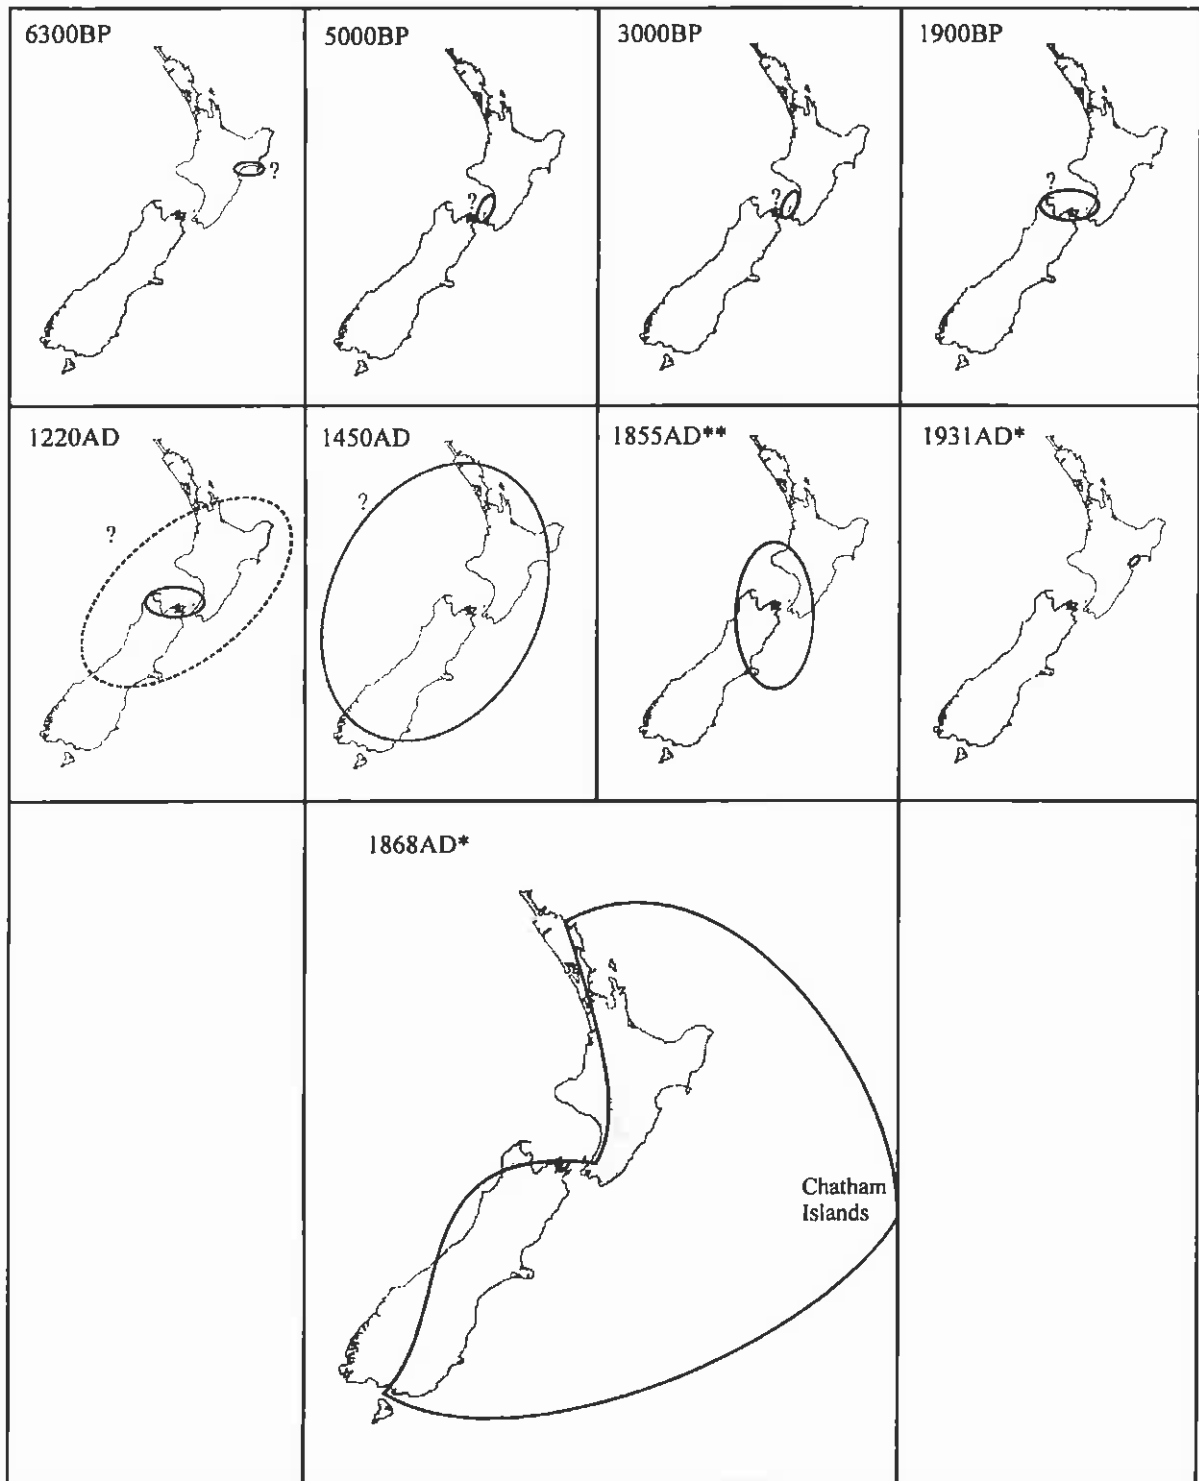 6300BP
5000BP
3000BP
1900BP
?
?
?
?
1220AD
1450AD
1855AD**
1931AD*
?
?
1868AD*
Chatham
Islands